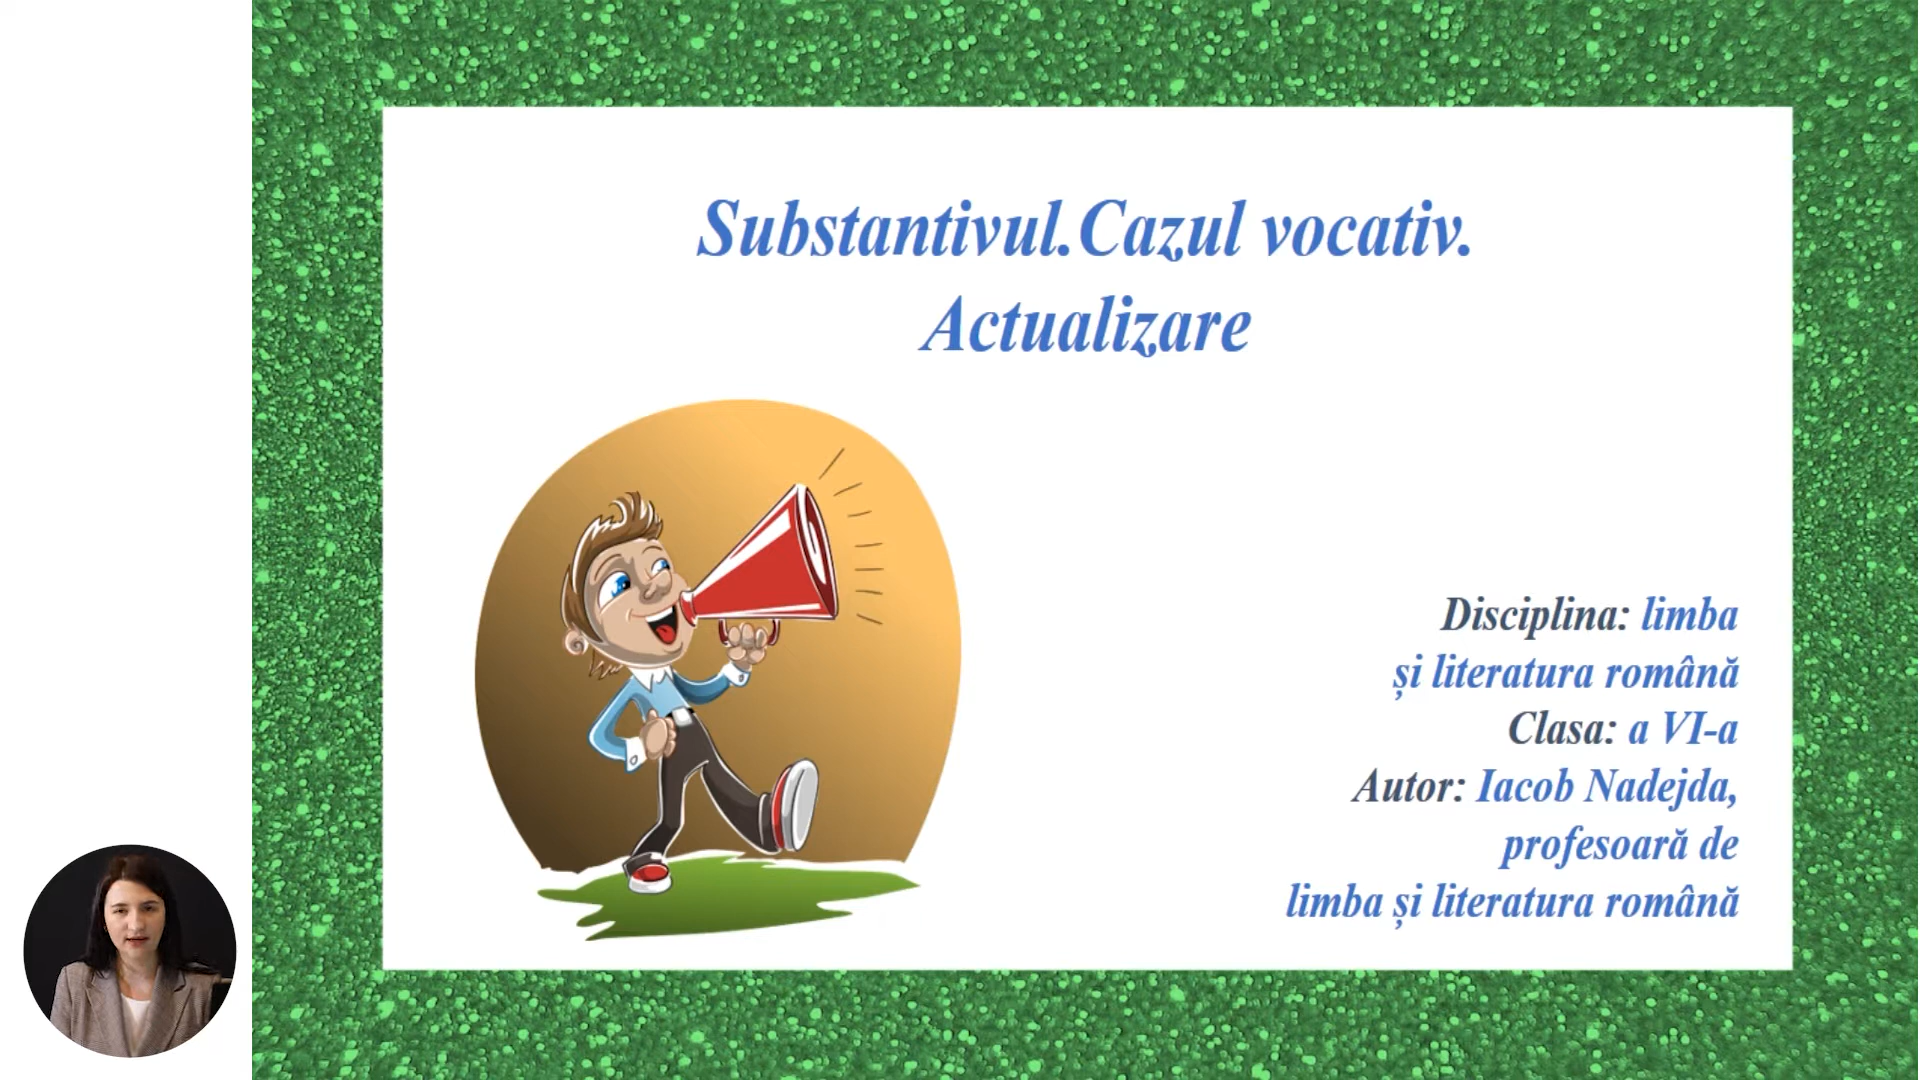 Substantivul.Cazul vocativ.
Actualizare
Disciplina: limba
și literatura română
Clasa: a VI-a
Autor: Iacob Nadejda,
profesoară de
limba și literatura română